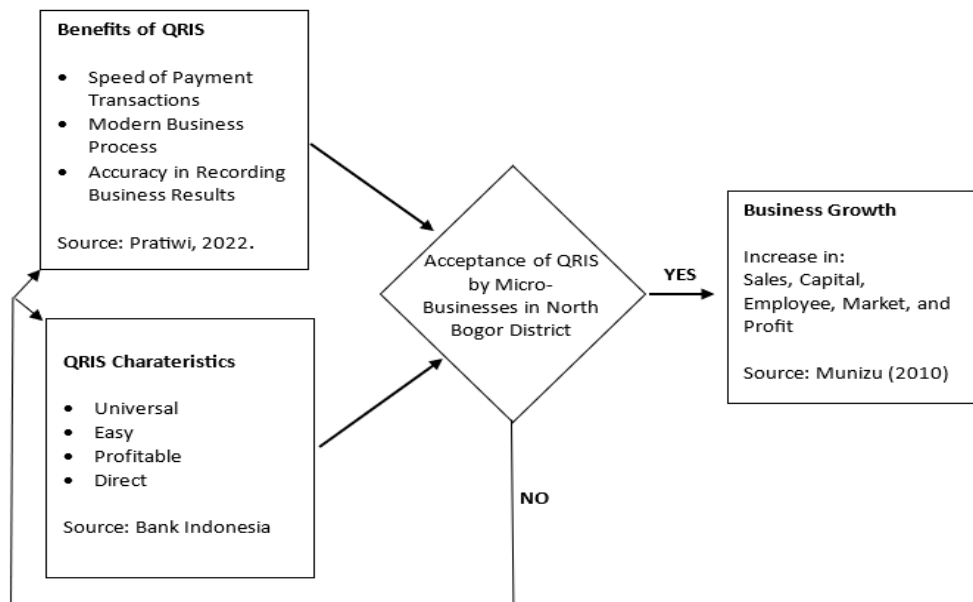 Benefits of QRIS
• Speed of Payment
Transactions
• Modern Business
Process
• Accuracy in Recording
Business Results
Source: Pratiwi, 2022.
QRIS Charateristics
• Universal
• Easy
• Profitable
• Direct
Source: Bank Indonesia
Acceptance of QRIS
by Micro-
Businesses in North
Bogor District
YES
NO
Business Growth
Increase in:
Sales, Capital,
Employee, Market, and
Profit
Source: Munizu (2010)